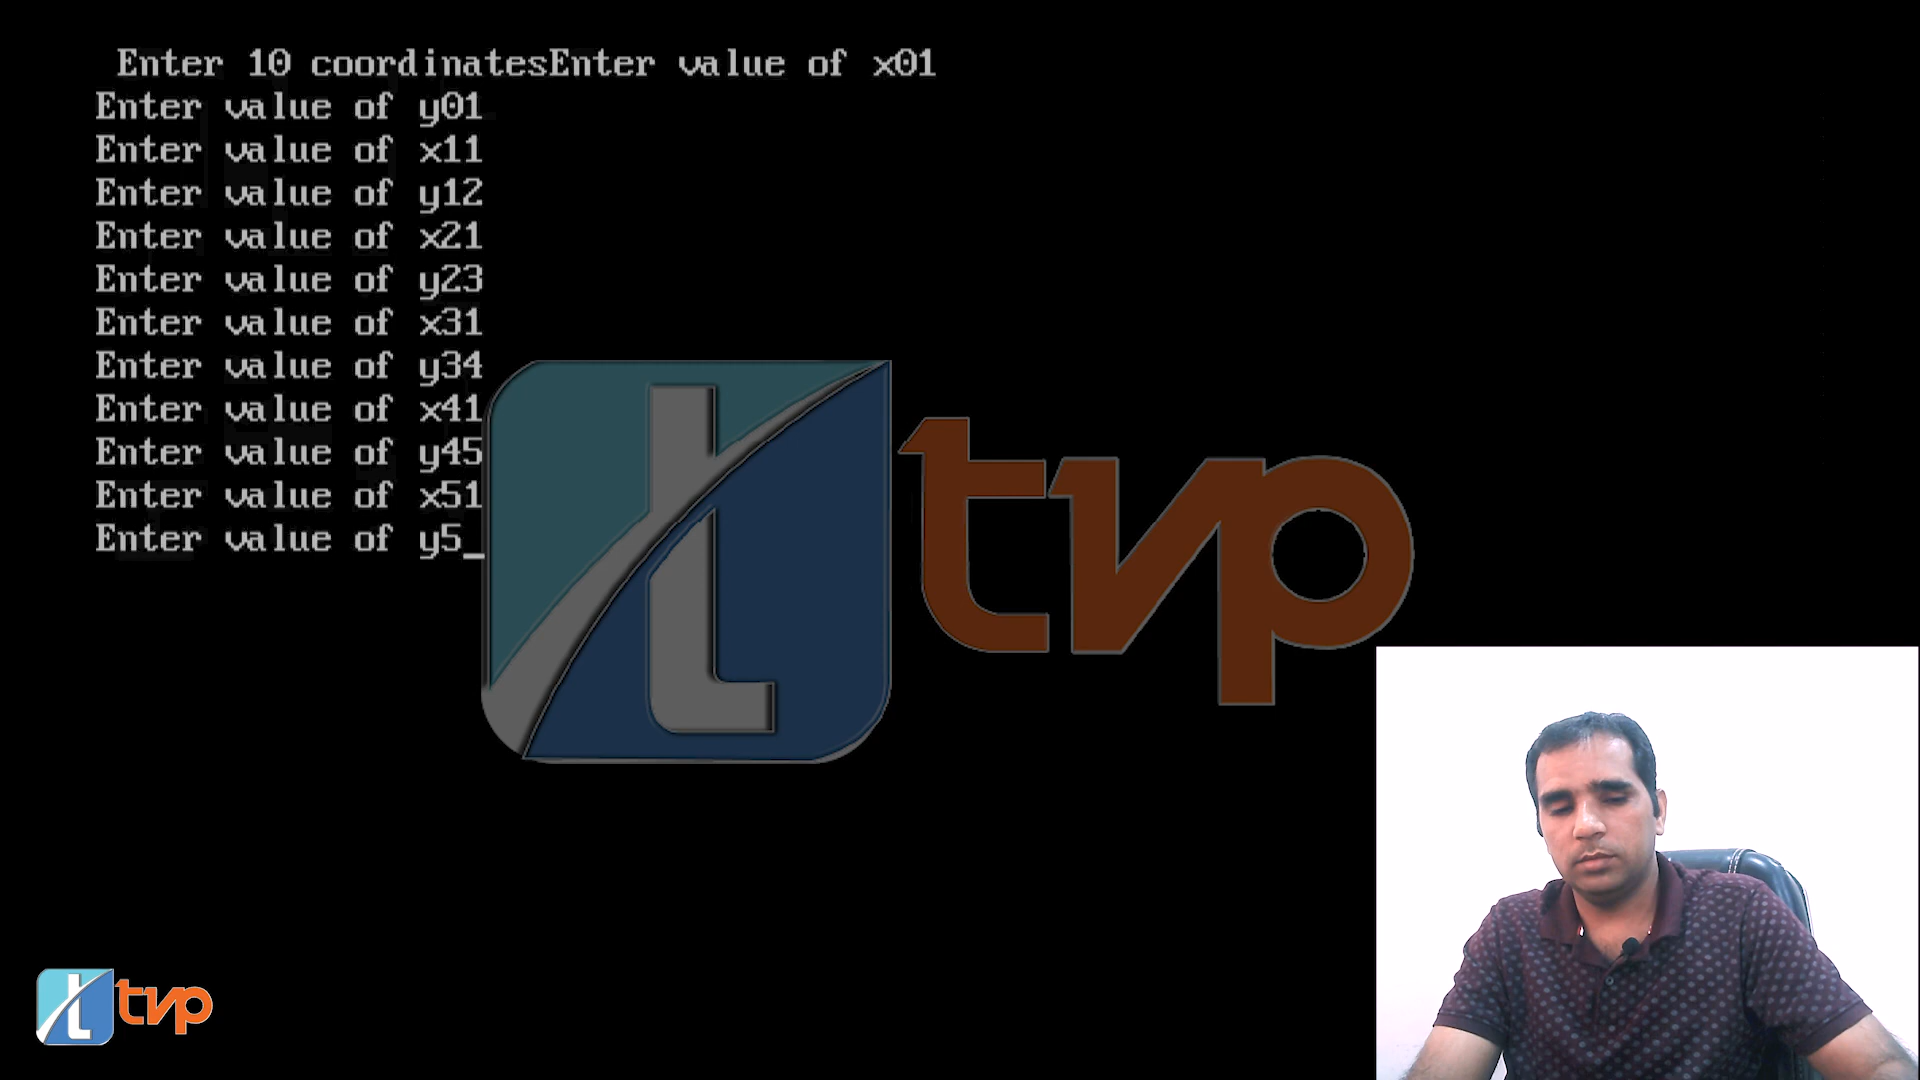 Enter 10 coordinatesEnter value of x01
Enter value of y01
Enter value of x11
Enter value of y12
Enter value of x21
Enter value of y23
Enter value of x31
Enter value of y34
Enter value of x41
Enter value of y45
Enter value of x51
Enter value of y5_
t tvp
t tvp